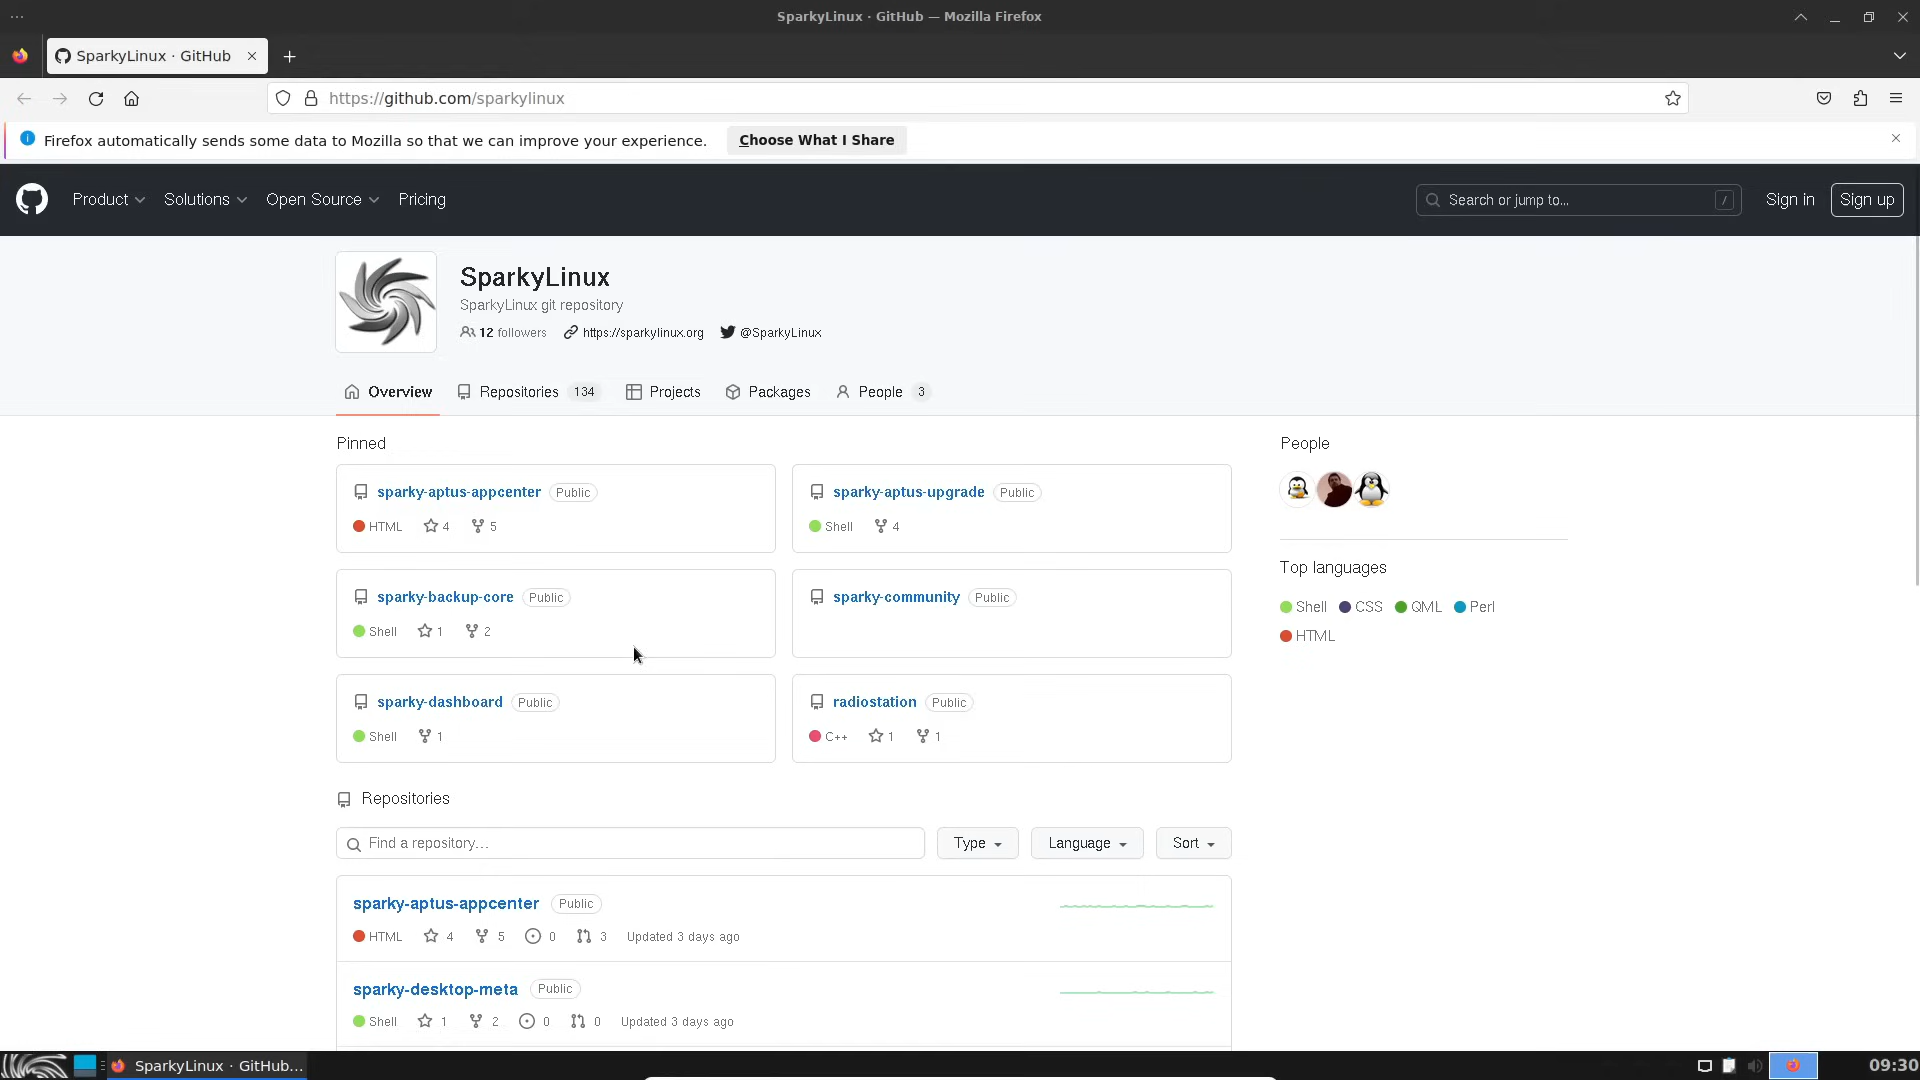 SparkyLinux · GitHub — Mozilla Firefox
SparkyLinux · GitHub
https://github.com/sparkylinux
Firefox automatically sends some data to Mozilla so that we can improve your experience.
Choose What I Share
Product
Solutions
Open Source
Pricing
Search or jump to...
/
Sign in
Sign up
SparkyLinux
SparkyLinux git repository
12 followers
https://sparkylinux.org
@SparkyLinux
Overview
Repositories 134
Projects
Packages
People 3
Pinned
sparky-aptus-appcenter Public
HTML 4 5
sparky-aptus-upgrade Public
Shell 4
sparky-backup-core Public
Shell 1 2
sparky-community Public
sparky-dashboard Public
Shell 1
radiostation Public
C++ 1 1
People
Top languages
Shell CSS QML Perl
HTML
Repositories
Find a repository…
Type
Language
Sort
sparky-aptus-appcenter Public
HTML 4 5 0 3 Updated 3 days ago
sparky-desktop-meta Public
Shell 1 2 0 0 Updated 3 days ago
SparkyLinux · GitHub...
09:30